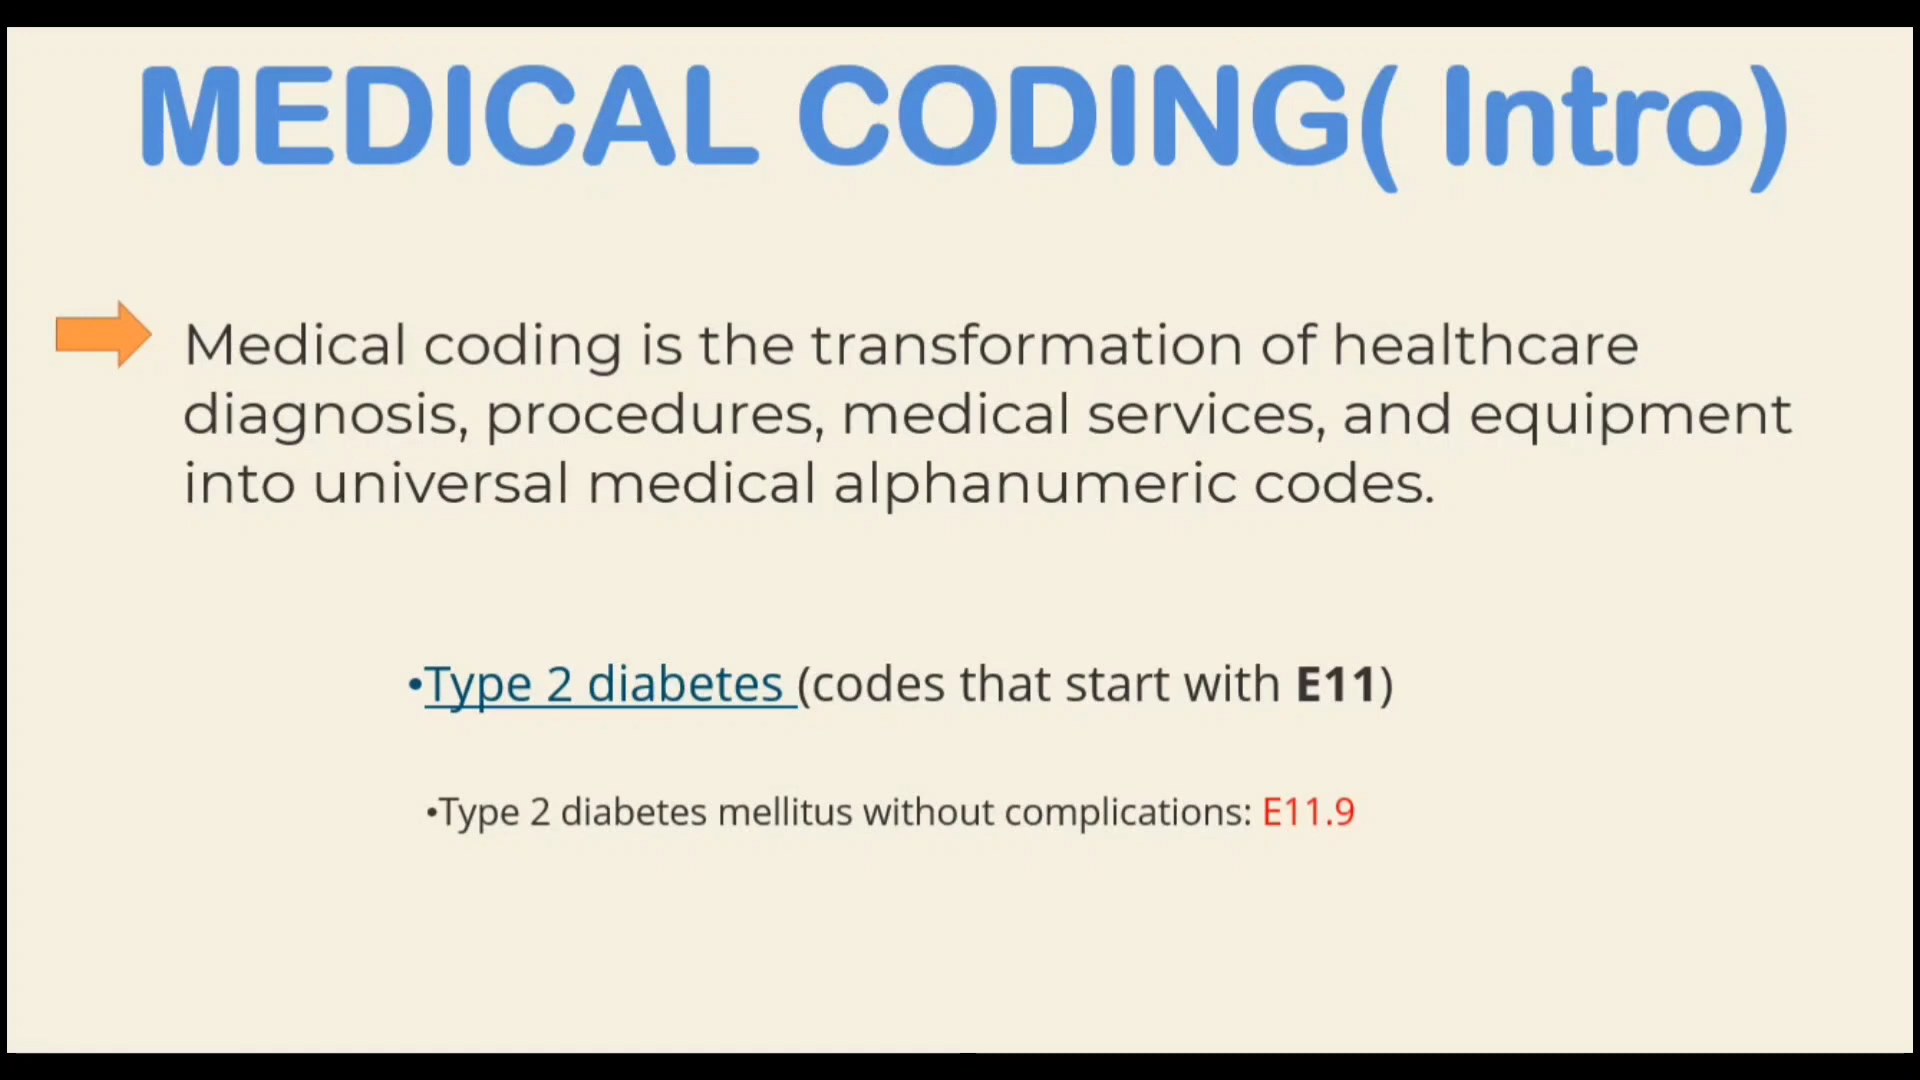 MEDICAL CODING( Intro)
Medical coding is the transformation of healthcare
diagnosis, procedures, medical services, and equipment
into universal medical alphanumeric codes.
•Type 2 diabetes (codes that start with E11)
•Type 2 diabetes mellitus without complications: E11.9